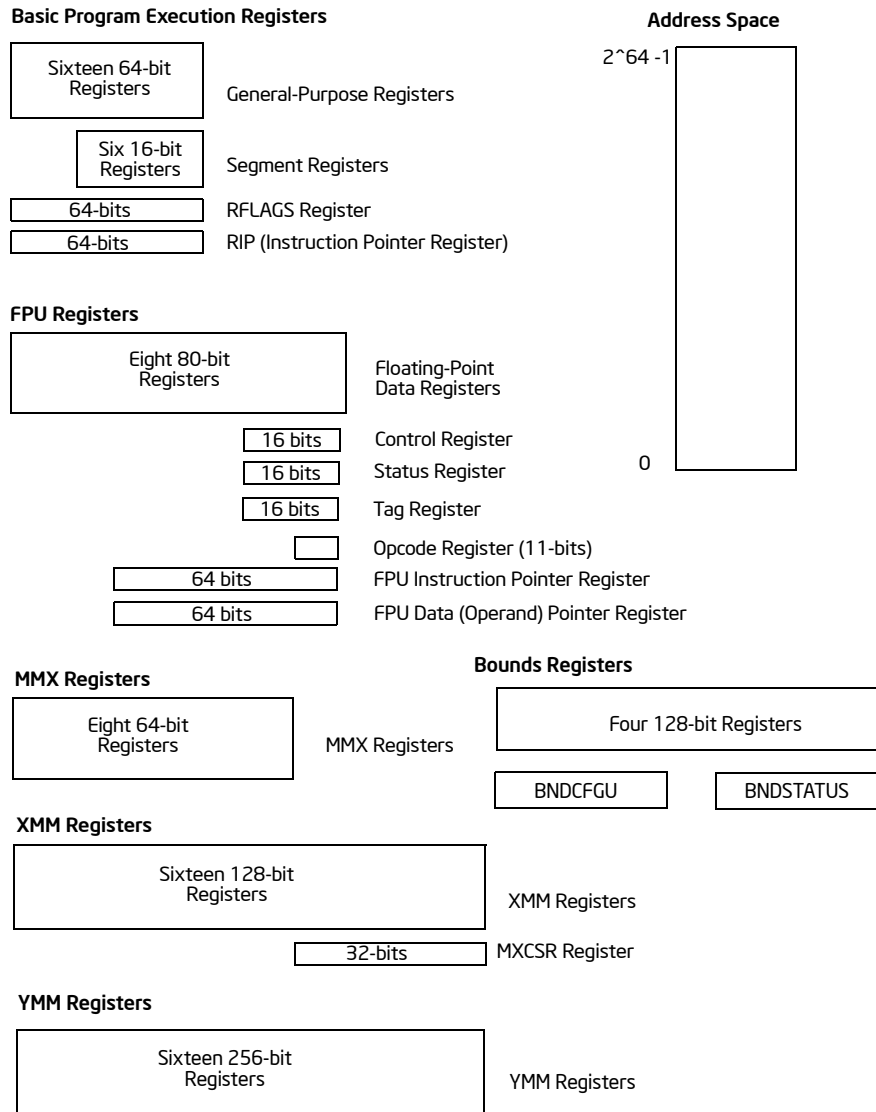 Basic Program Execution Registers
Address Space
Sixteen 64-bit
Registers
General-Purpose Registers
2^64 -1
Six 16-bit
Registers
Segment Registers
64-bits
RFLAGS Register
64-bits
RIP (Instruction Pointer Register)
0
FPU Registers
Eight 80-bit
Registers
Floating-Point
Data Registers
16 bits
Control Register
16 bits
Status Register
16 bits
Tag Register
Opcode Register (11-bits)
64 bits
FPU Instruction Pointer Register
64 bits
FPU Data (Operand) Pointer Register
MMX Registers
Eight 64-bit
Registers
MMX Registers
Bounds Registers
Four 128-bit Registers
BNDCFGU
BNDSTATUS
XMM Registers
Sixteen 128-bit
Registers
XMM Registers
32-bits
MXCSR Register
YMM Registers
Sixteen 256-bit
Registers
YMM Registers